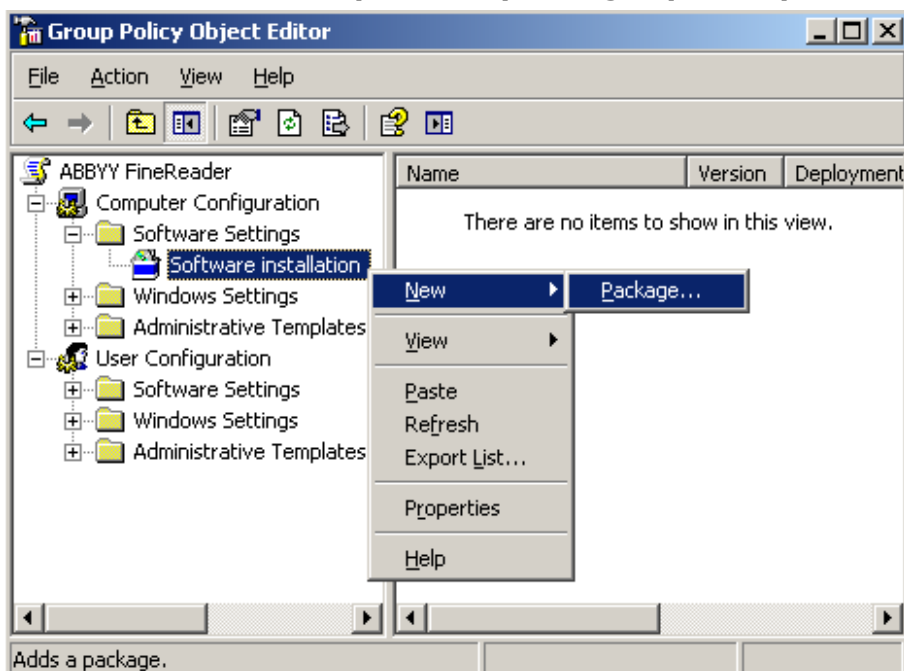 Group Policy Object Editor
File Action View Help
ABBYY FineReader
Computer Configuration
Software Settings
Software installation
Windows Settings
Administrative Templates
User Configuration
Software Settings
Windows Settings
Administrative Templates
Name Version Deployment
There are no items to show in this view.
New
Package...
View
Paste
Refresh
Export List...
Properties
Help
Adds a package.